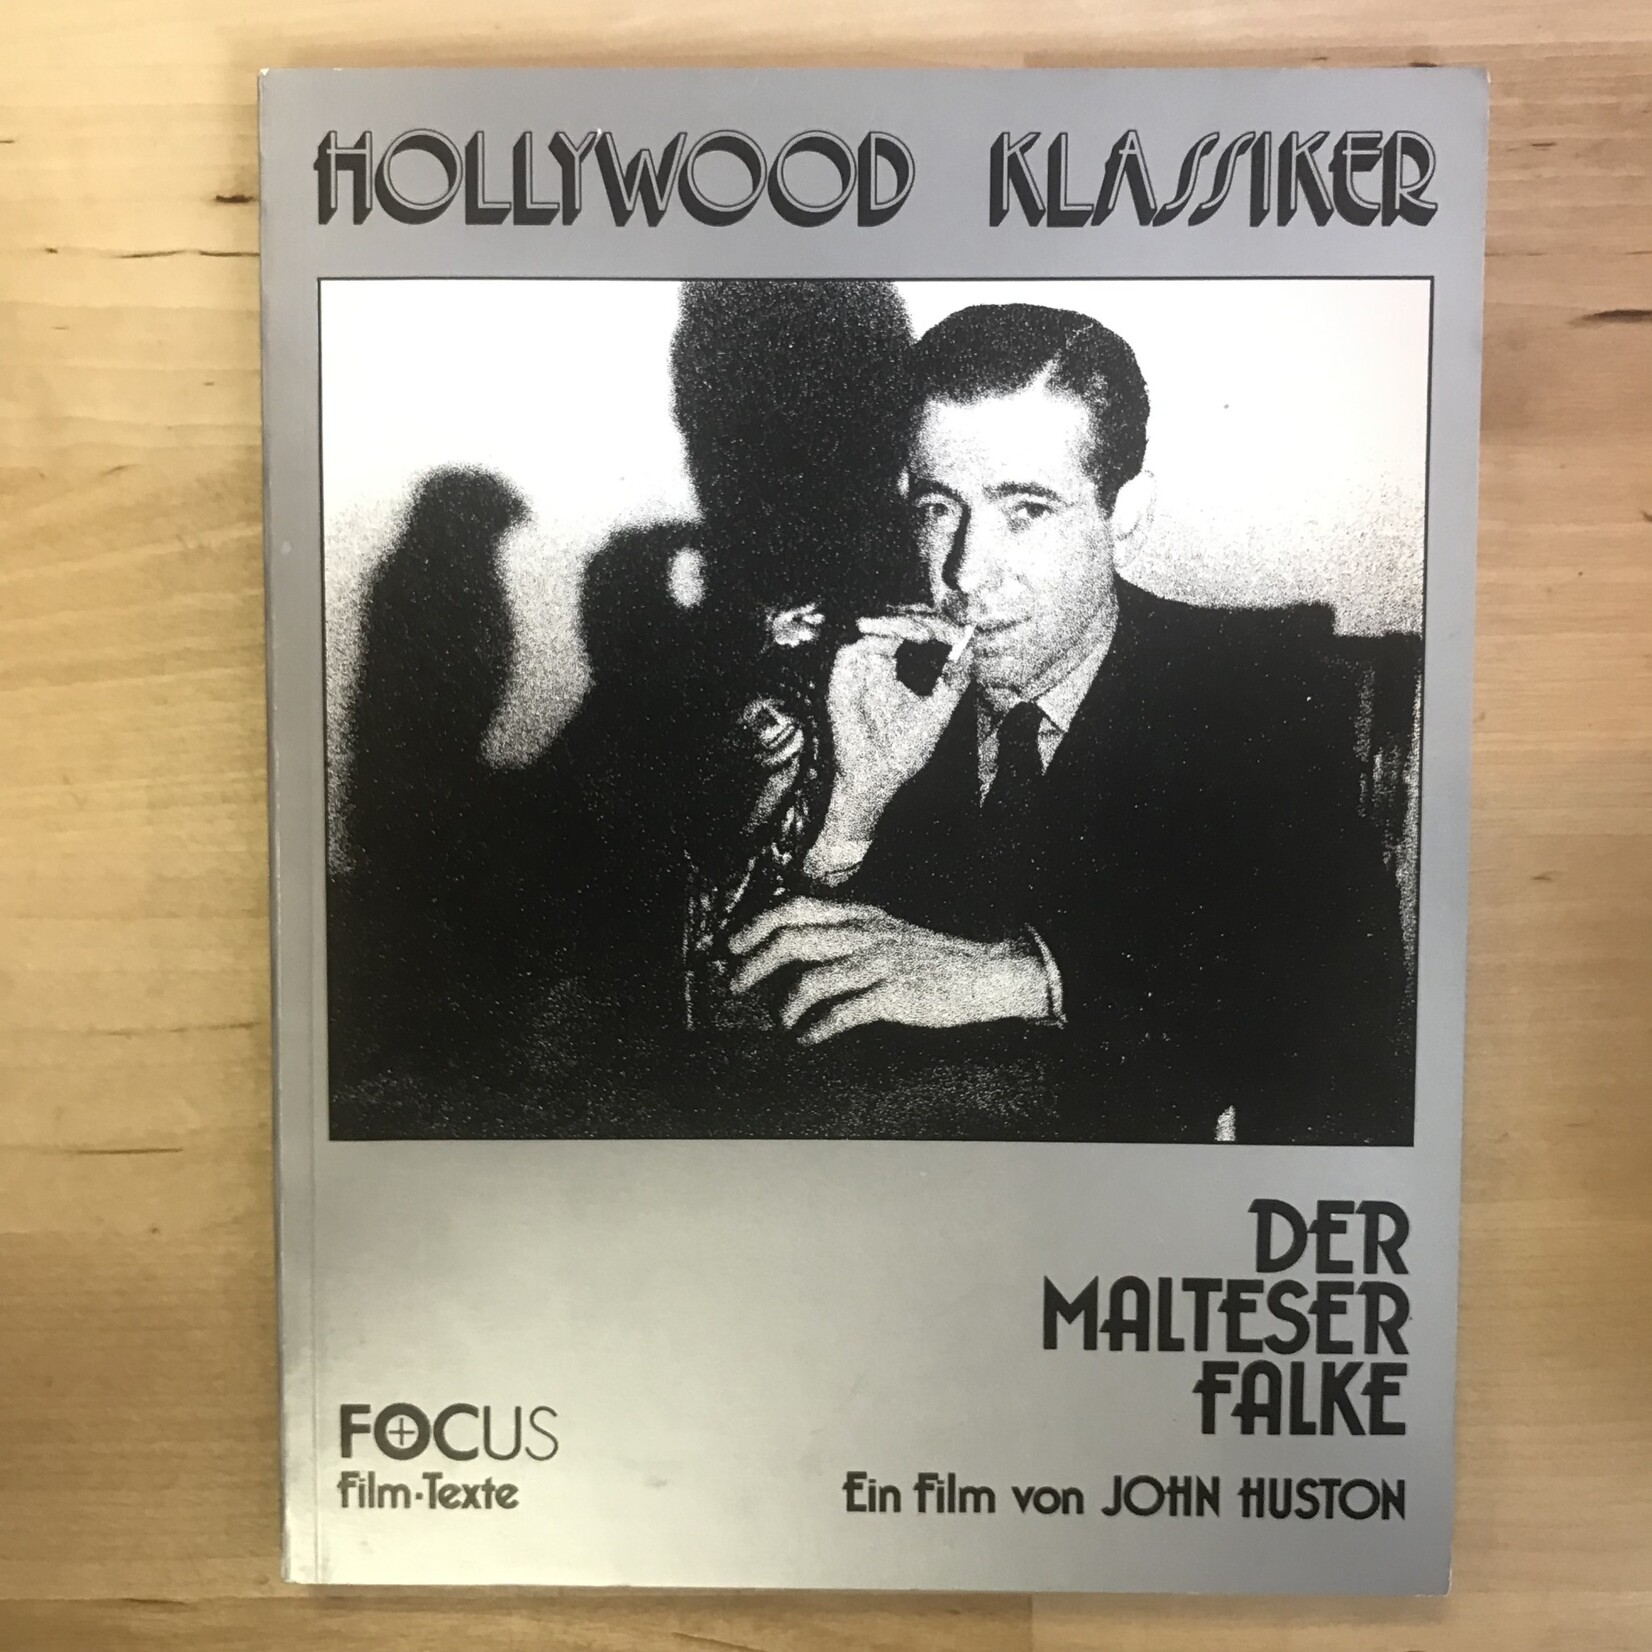 HOLLYWOOD KLASSIKER
DER
MALTESER
FALKE
FOCUS
Film·Texte
Ein Film von JOHN HUSTON